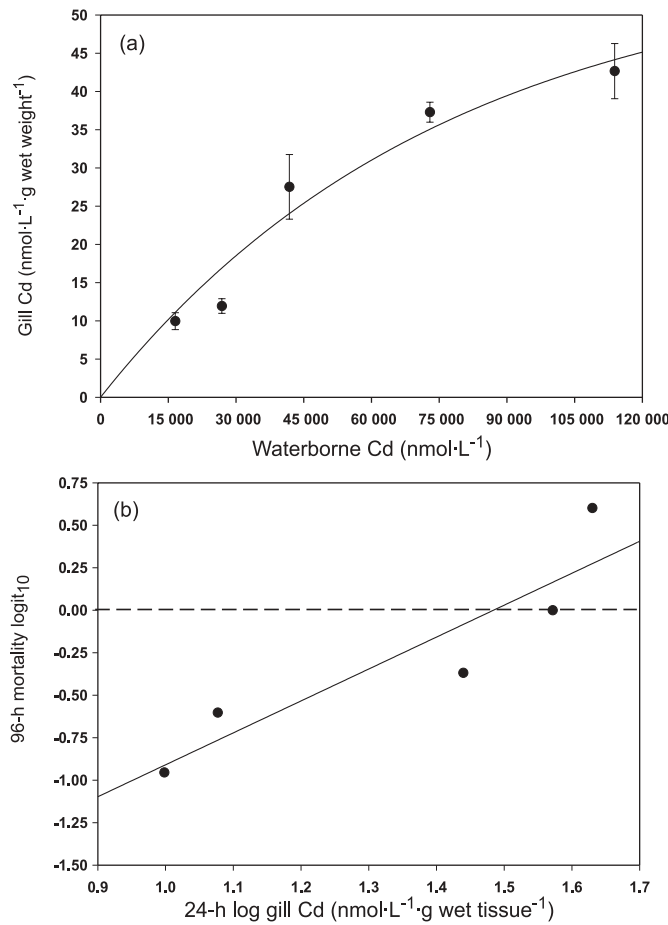 (a)
Gill Cd (nmol·L⁻¹·g wet weight⁻¹)
50
45
40
35
30
25
20
15
10
5
0
0 15 000 30 000 45 000 60 000 75 000 90 000 105 000 120 000
Waterborne Cd (nmol·L⁻¹)
(b)
96-h mortality logit₁₀
0.75
0.50
0.25
0.00
-0.25
-0.50
-0.75
-1.00
-1.25
-1.50
0.9 1.0 1.1 1.2 1.3 1.4 1.5 1.6 1.7
24-h log gill Cd (nmol·L⁻¹·g wet tissue⁻¹)